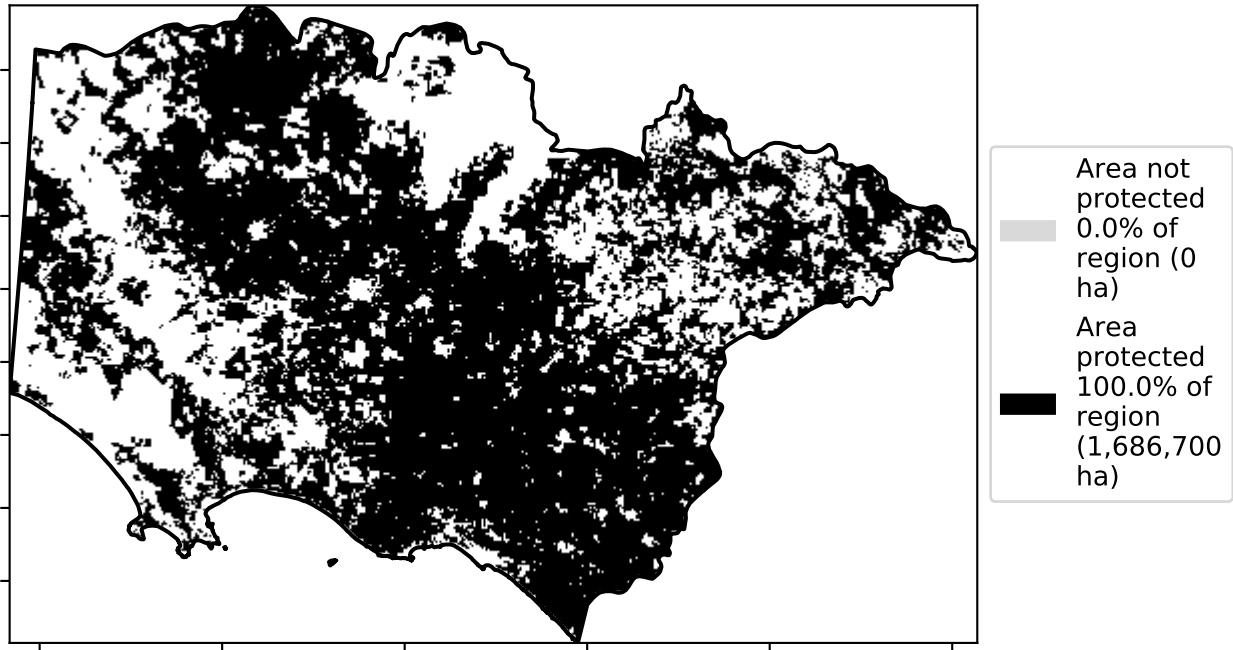 Area not
protected
0.0% of
region (0
ha)
Area
protected
100.0% of
region
(1,686,700
ha)